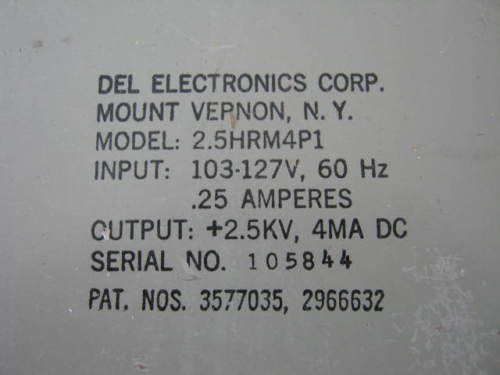 DEL ELECTRONICS CORP.
MOUNT VERNON, N. Y.
MODEL: 2.5HRM4P1
INPUT: 103-127V, 60 Hz
.25 AMPERES
OUTPUT: +2.5KV, 4MA DC
SERIAL NO. 105844
PAT. NOS. 3577035, 2966632